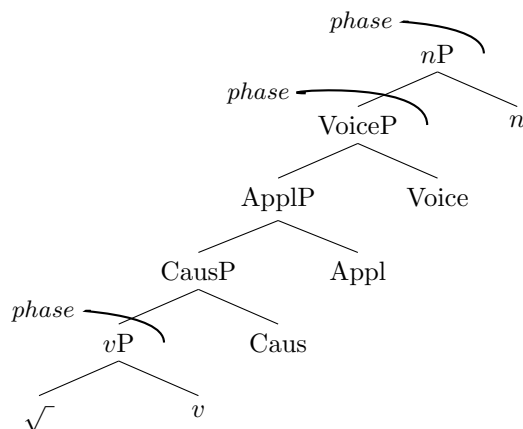 phase
nP
phase
VoiceP n
ApplP Voice
CausP Appl
phase
vP Caus
√ v